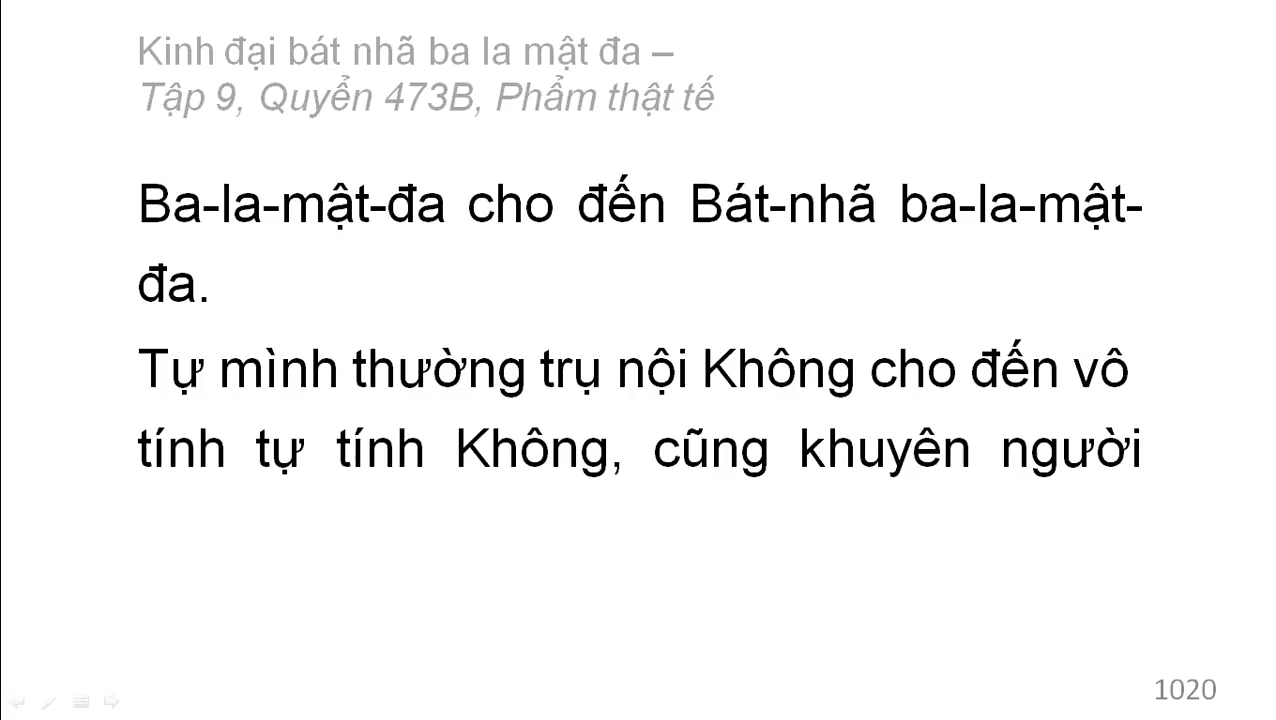 Kinh đại bát nhã ba la mật đa –
Tập 9, Quyển 473B, Phẩm thật tế
Ba-la-mật-đa cho đến Bát-nhã ba-la-mật-
đa.
Tự mình thường trụ nội Không cho đến vô
tính tự tính Không, cũng khuyên người
1020